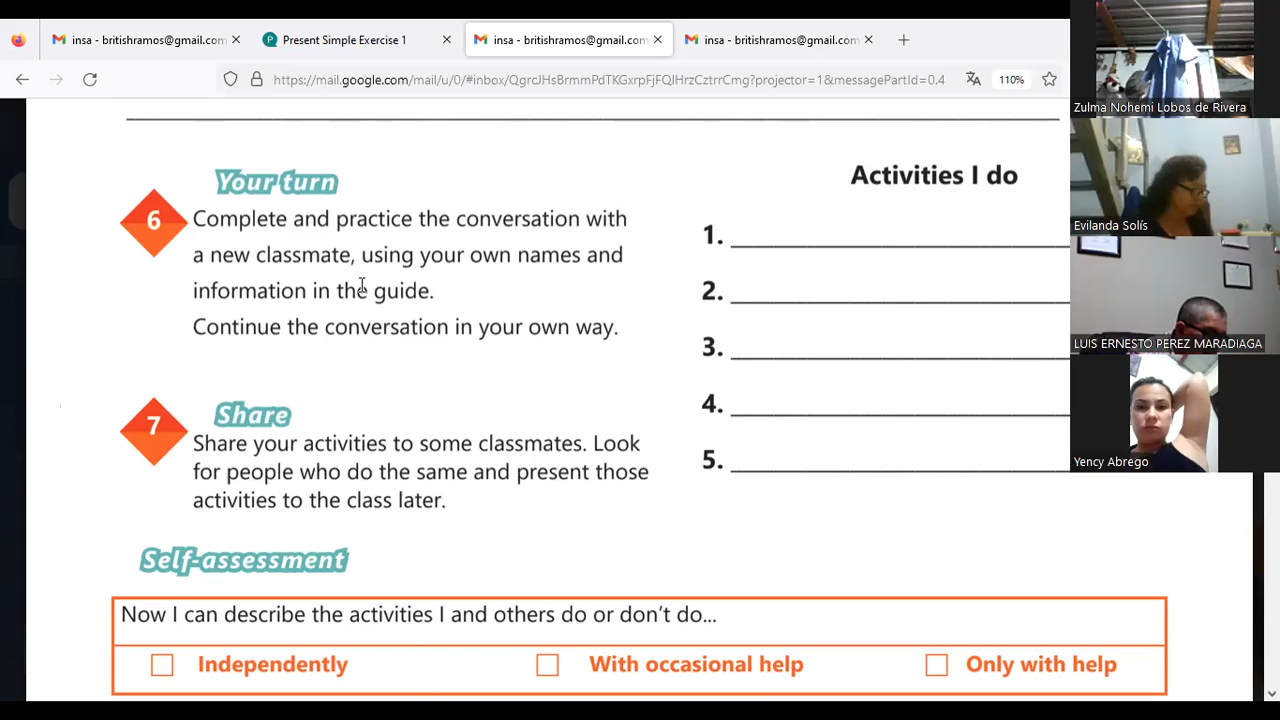 insa - britishramos@gmail.com
Present Simple Exercise 1
britishramos@gmail.com
insa - britishramos@gmail.com
https://mail.google.com/mail/u/0/#inbox/QgrcJHsBrmmPdTKGxrpFjFQIHrzCztrrCmg?projector=1&messagePartId=0.4
110%
Your turn
6
Complete and practice the conversation with
a new classmate, using your own names and
information in the guide.
Continue the conversation in your own way.
7
Share
Share your activities to some classmates. Look
for people who do the same and present those
activities to the class later.
Activities I do
1.
2.
3.
4.
5.
Self-assessment
Now I can describe the activities I and others do or don't do...
Independently
With occasional help
Only with help
Zulma Nohemi Lobos de Rivera
Evilanda Solís
LUIS ERNESTO PEREZ MARADIAGA
Yency Abrego